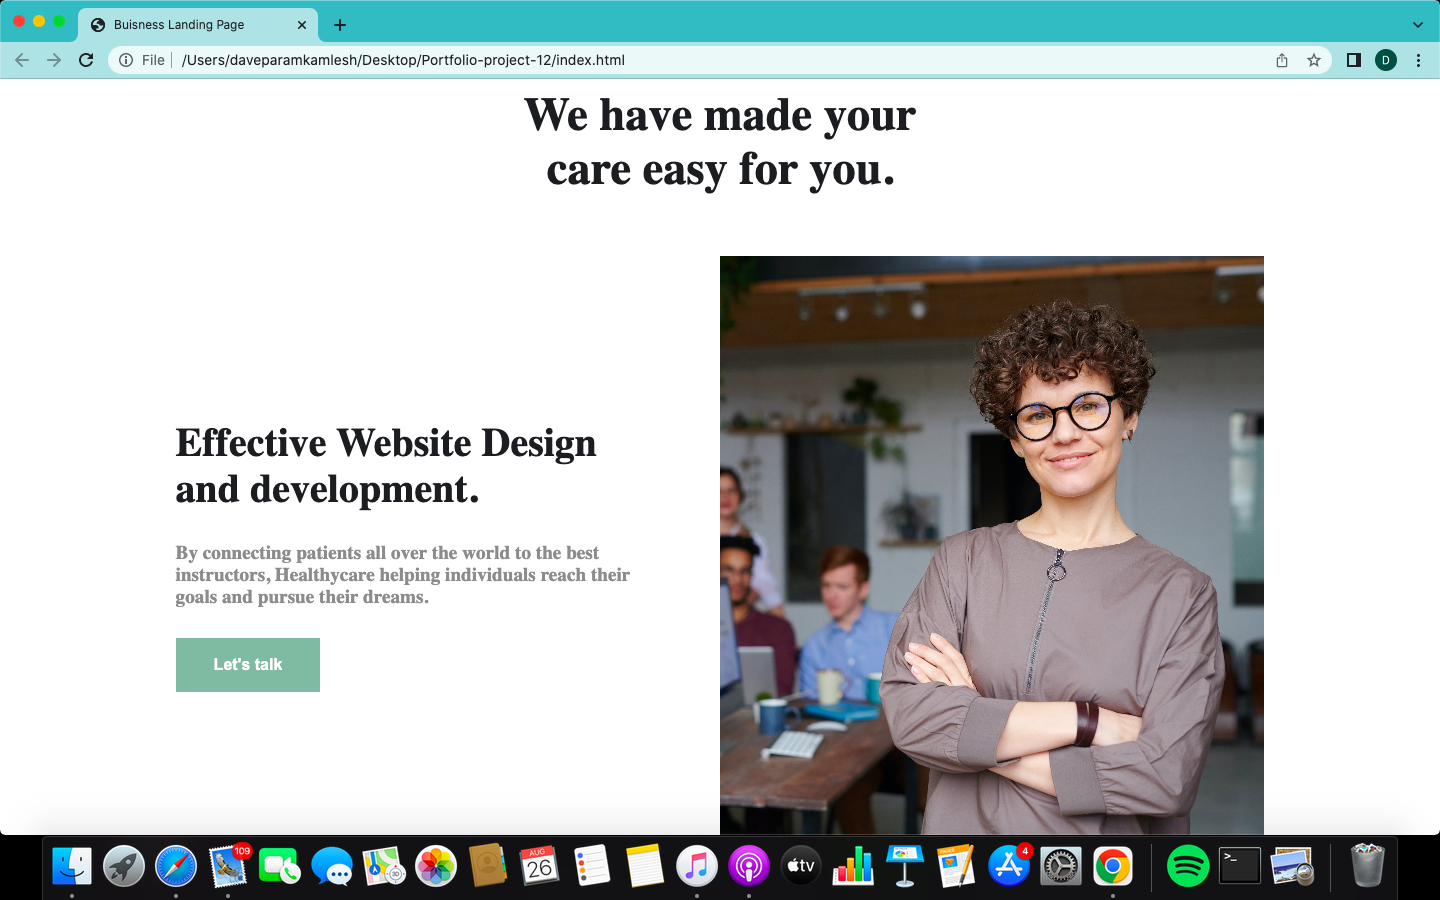 Buisness Landing Page
File
/Users/daveparamkamlesh/Desktop/Portfolio-project-12/index.html
D
We have made your
care easy for you.
Effective Website Design
and development.
By connecting patients all over the world to the best
instructors, Healthycare helping individuals reach their
goals and pursue their dreams.
Let's talk
109
AUG
26
3D
tv
PAGES
4
>_